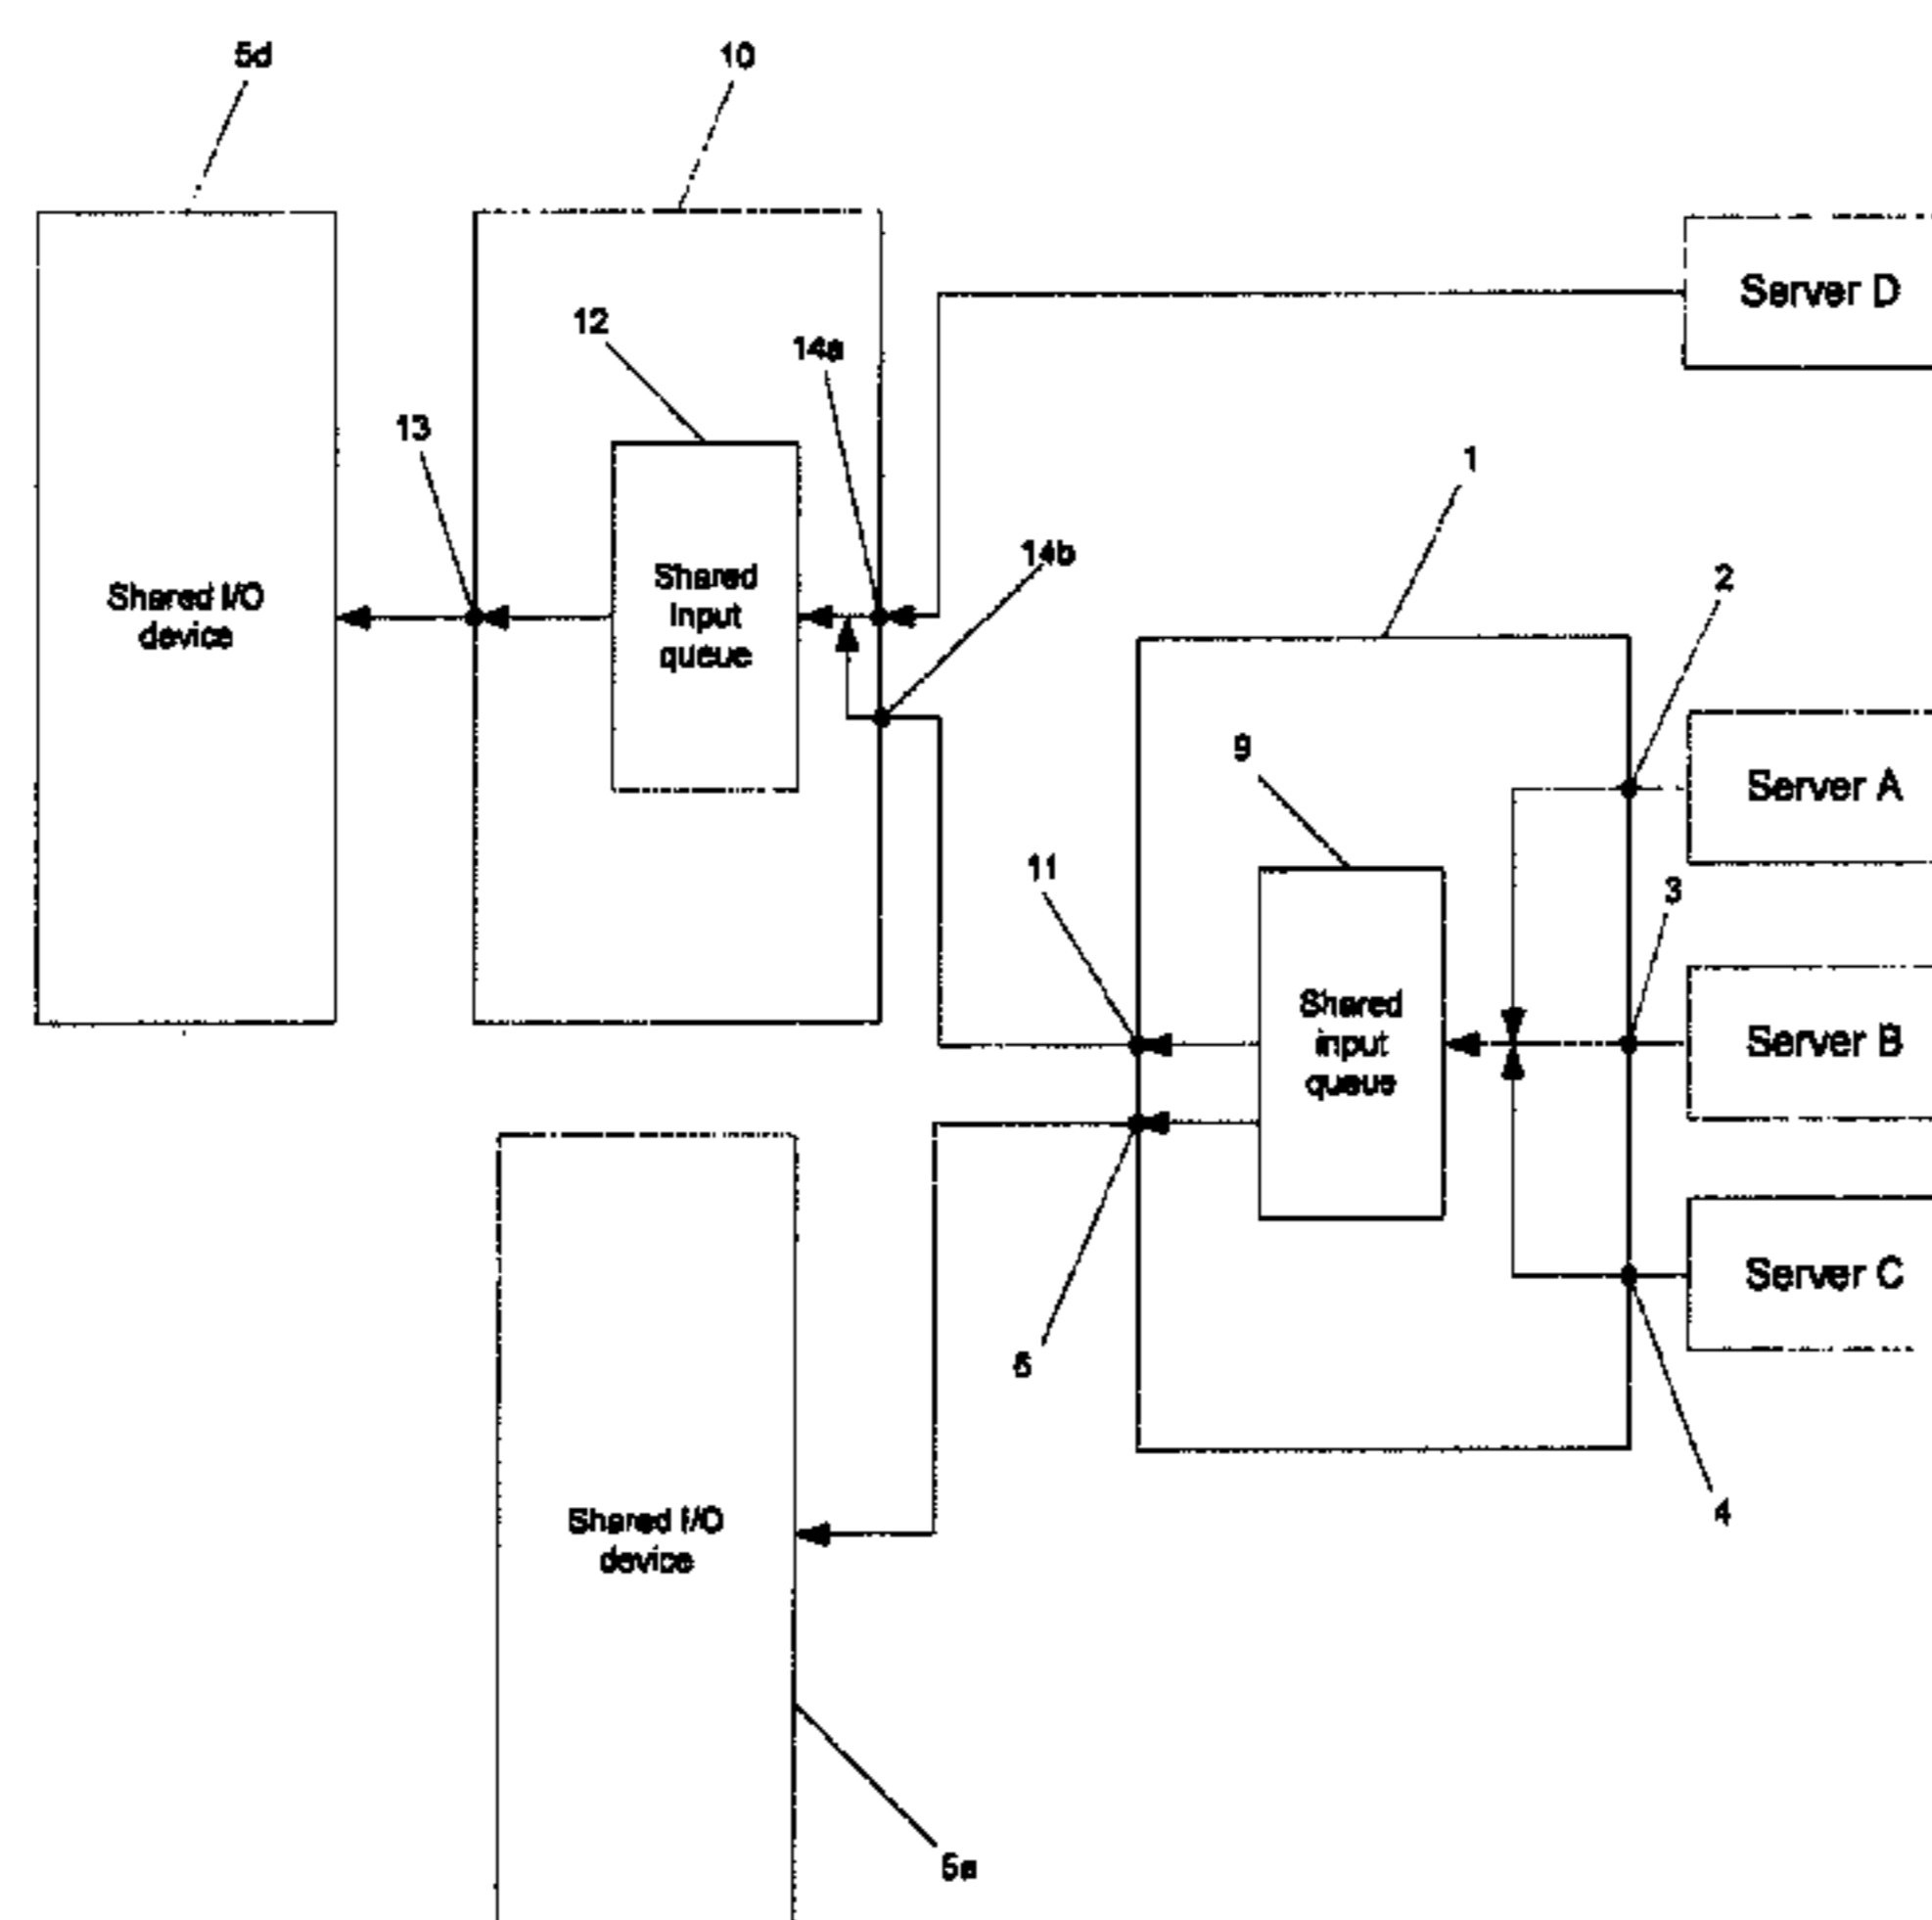 5d
10
Server D
12
14a
13
1
14b
2
Shared I/O
device
Shared
input
queue
9
Server A
11
3
Shared
input
queue
Server B
Server C
Shared I/O
device
4
5a